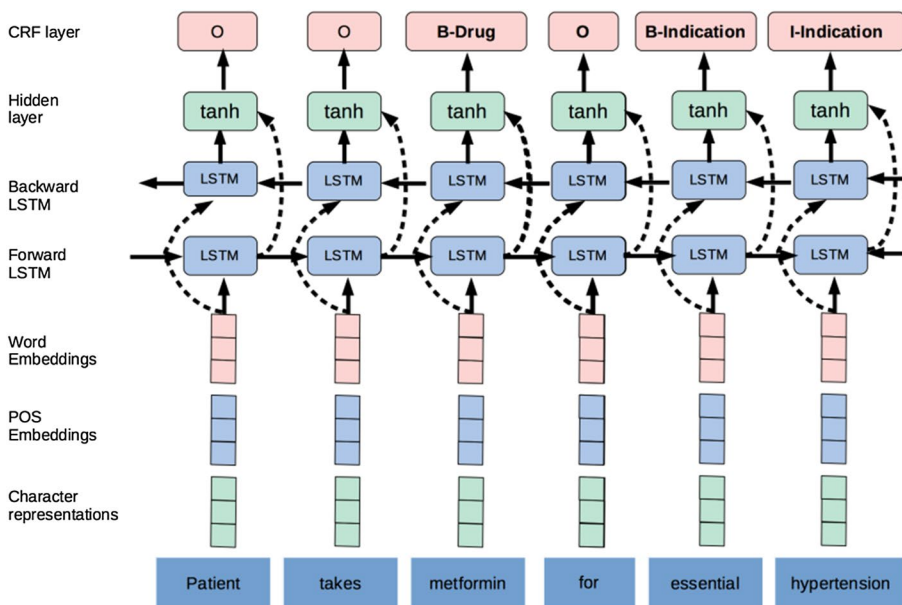 CRF layer
O
O
B-Drug
O
B-Indication
I-Indication
Hidden
layer
tanh
tanh
tanh
tanh
tanh
tanh
Backward
LSTM
LSTM
LSTM
LSTM
LSTM
LSTM
LSTM
Forward
LSTM
LSTM
LSTM
LSTM
LSTM
LSTM
LSTM
Word
Embeddings
POS
Embeddings
Character
representations
Patient
takes
metformin
for
essential
hypertension